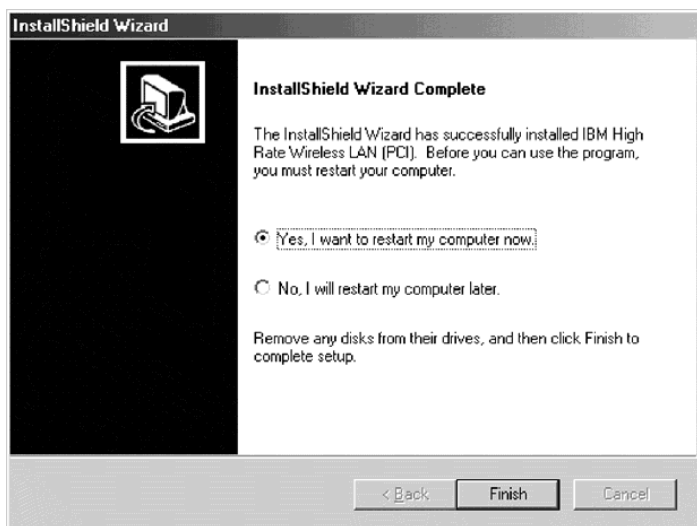 InstallShield Wizard
InstallShield Wizard Complete
The InstallShield Wizard has successfully installed IBM High
Rate Wireless LAN (PCI). Before you can use the program,
you must restart your computer.
Yes, I want to restart my computer now.
No, I will restart my computer later.
Remove any disks from their drives, and then click Finish to
complete setup.
< Back
Finish
Cancel